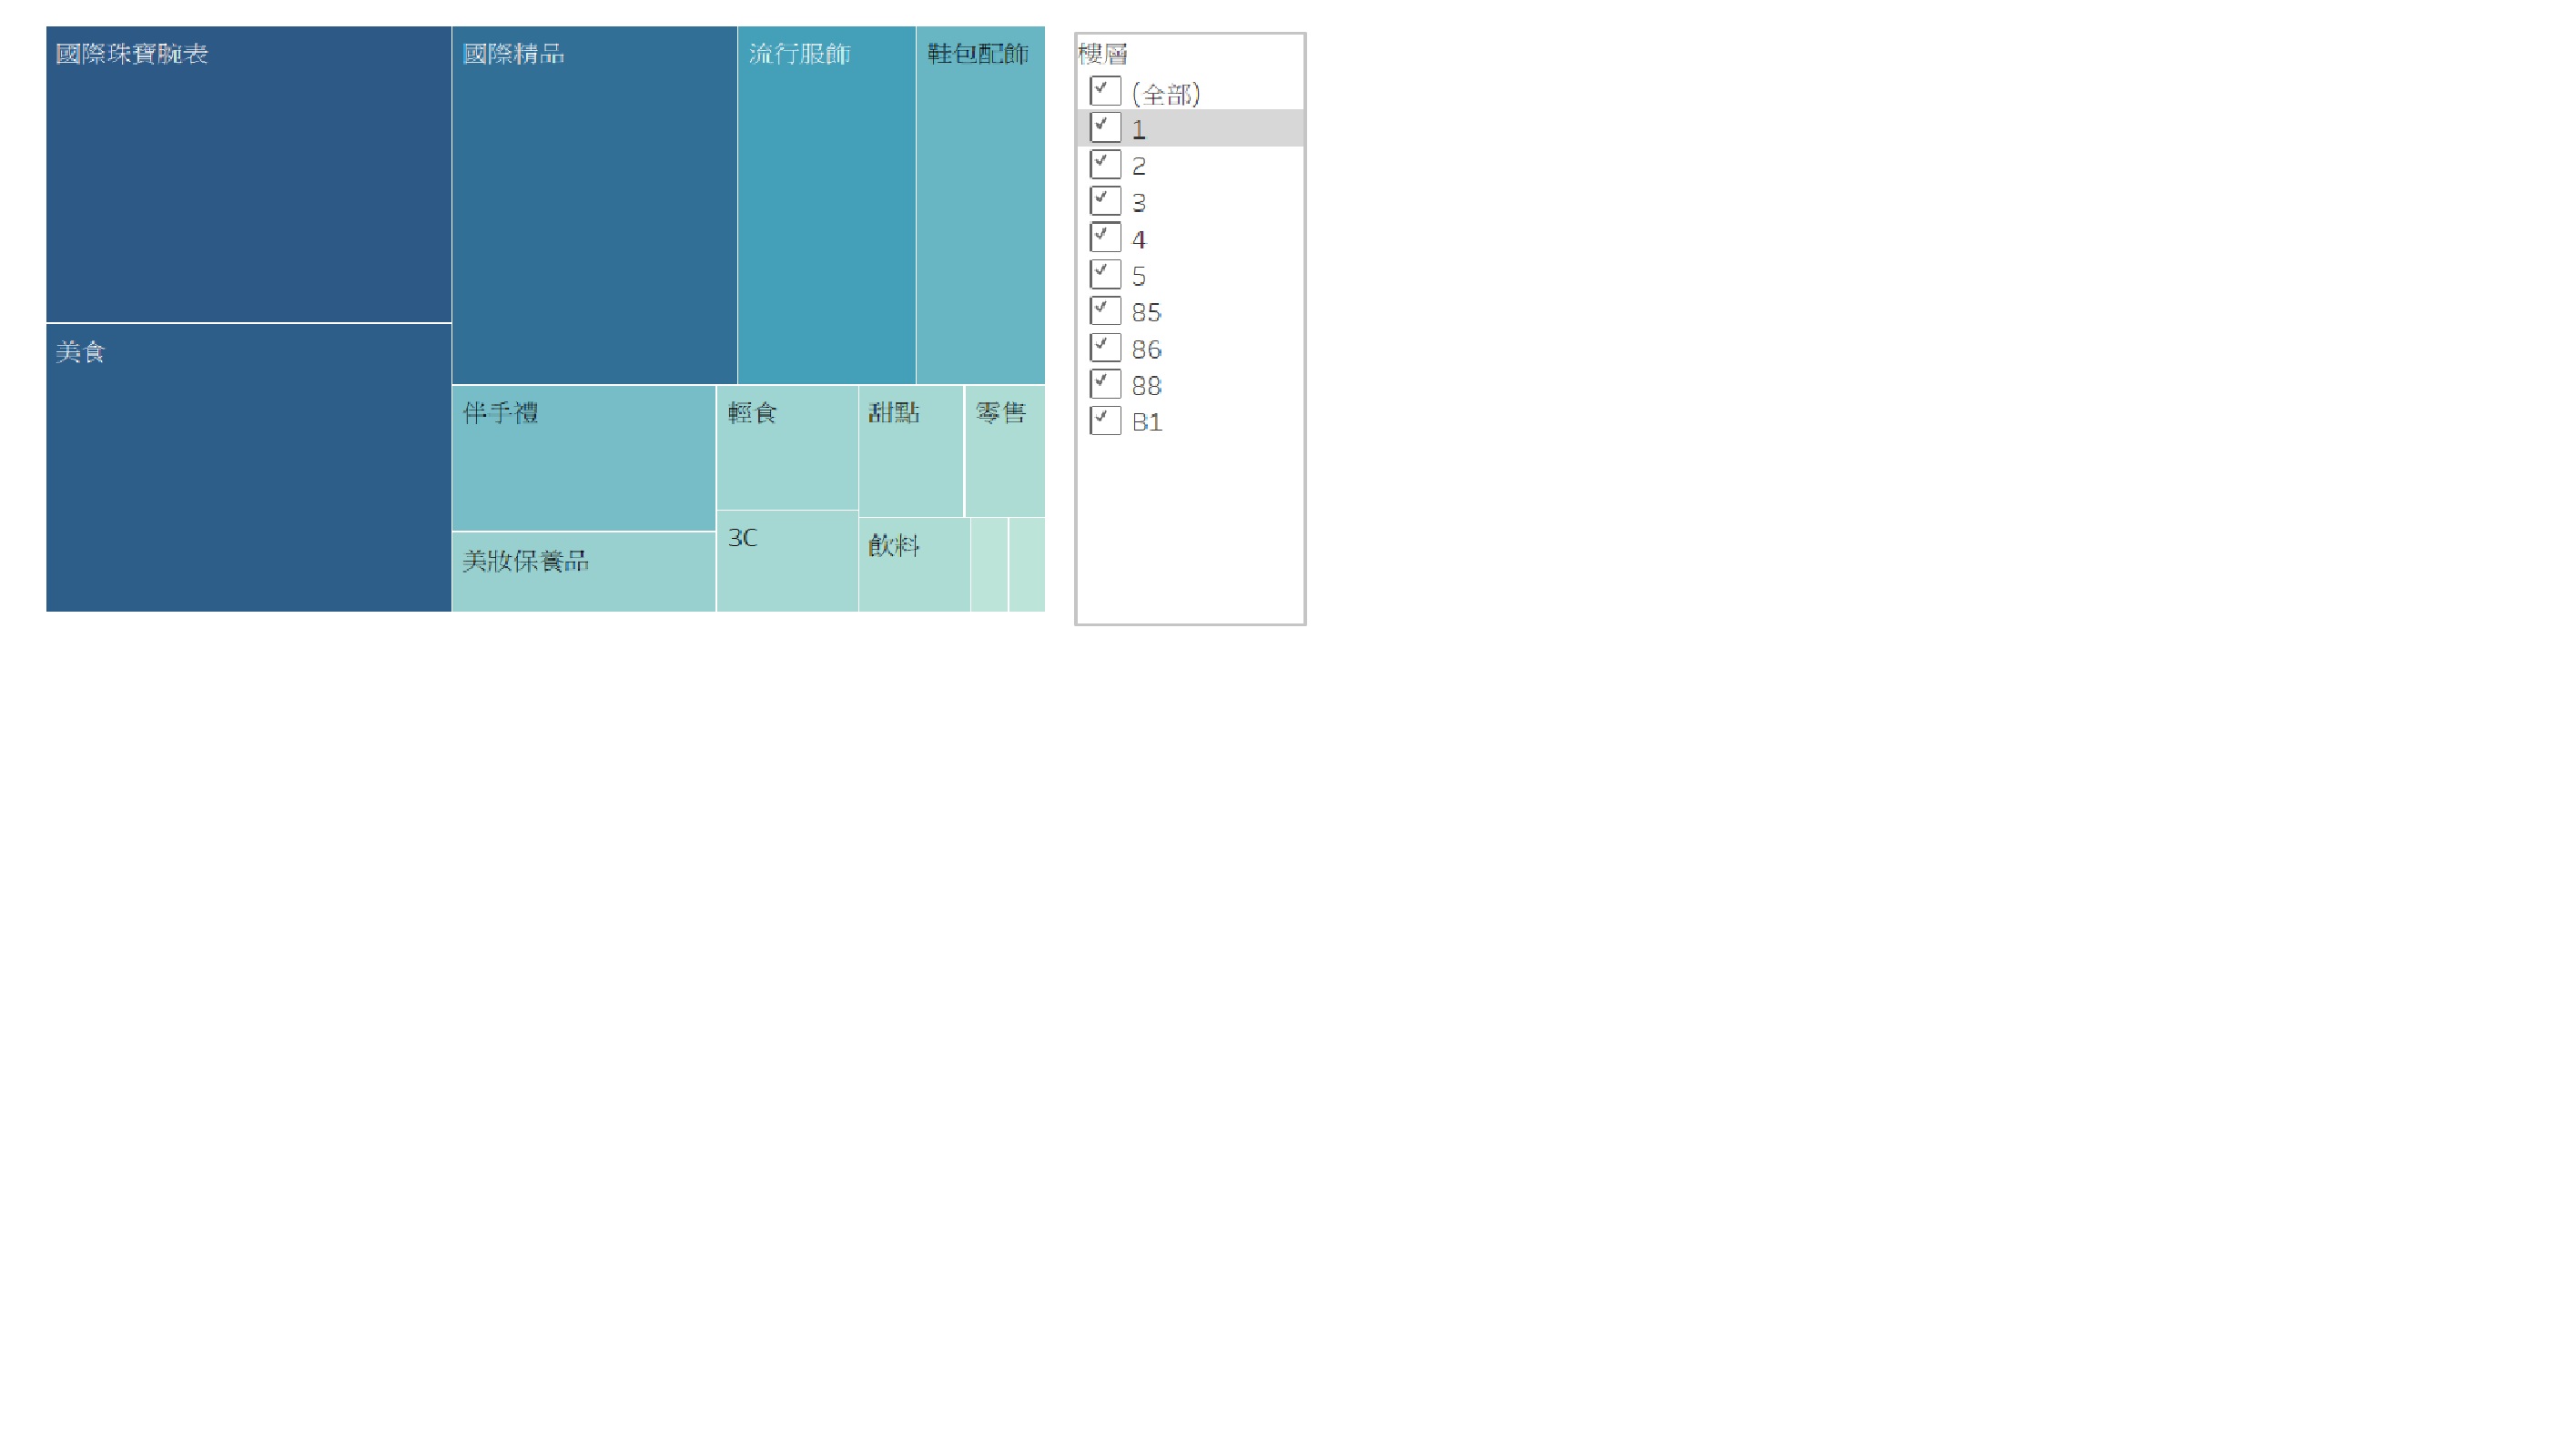 國際珠寶腕表
國際精品
流行服飾
鞋包配飾
美食
伴手禮
輕食
甜點
零售
美妝保養品
3C
飲料
樓層
(全部)
1
2
3
4
5
85
86
88
B1